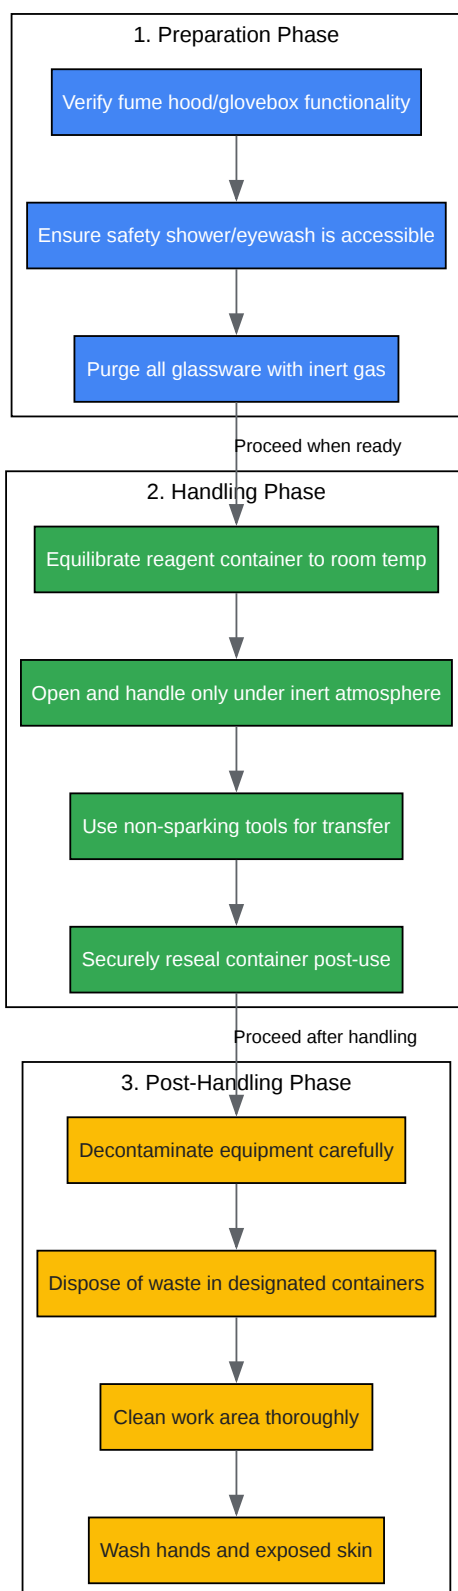 1. Preparation Phase
Verify fume hood/glovebox functionality
Ensure safety shower/eyewash is accessible
Purge all glassware with inert gas
Proceed when ready
2. Handling Phase
Equilibrate reagent container to room temp
Open and handle only under inert atmosphere
Use non-sparking tools for transfer
Securely reseal container post-use
Proceed after handling
3. Post-Handling Phase
Decontaminate equipment carefully
Dispose of waste in designated containers
Clean work area thoroughly
Wash hands and exposed skin